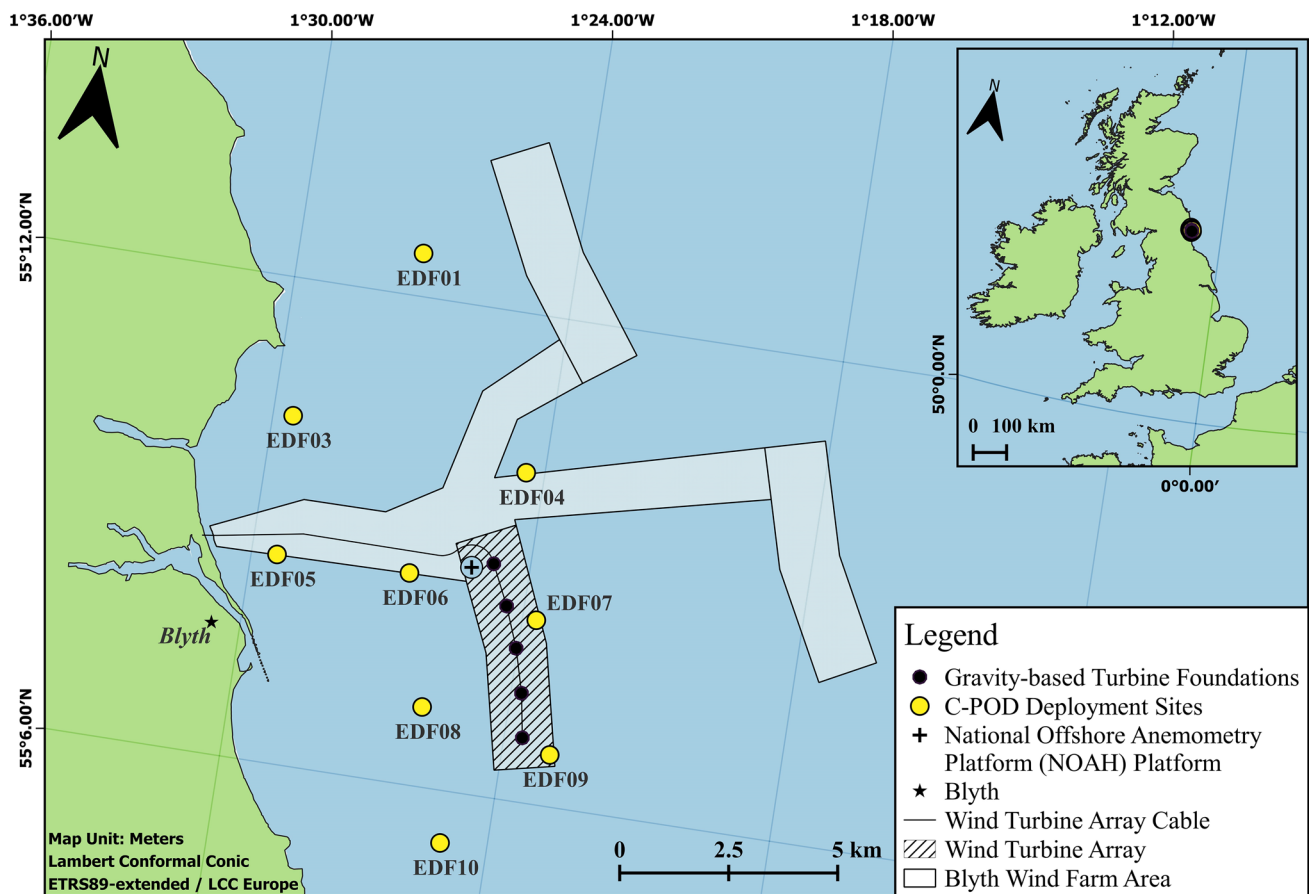 1°36.00′W
1°30.00′W
1°24.00′W
1°18.00′W
1°12.00′W
N
N
55°12.00′N
EDF01
50°0.00′N
0 100 km
0°0.00′
EDF03
EDF04
EDF05
EDF06
EDF07
Blyth
EDF08
55°6.00′N
EDF09
EDF10
Legend
Gravity-based Turbine Foundations
C-POD Deployment Sites
National Offshore Anemometry
Platform (NOAH) Platform
Blyth
Wind Turbine Array Cable
Wind Turbine Array
Blyth Wind Farm Area
Map Unit: Meters
Lambert Conformal Conic
ETRS89-extended / LCC Europe
0 2.5 5 km